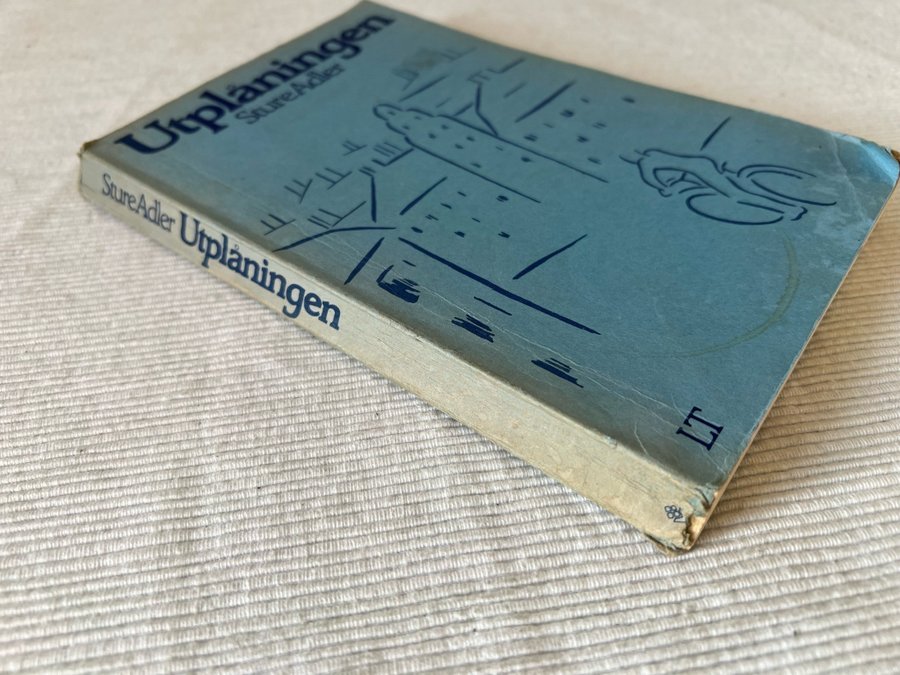 Utplåningen
Sture Adler
Sture Adler Utplåningen
LT